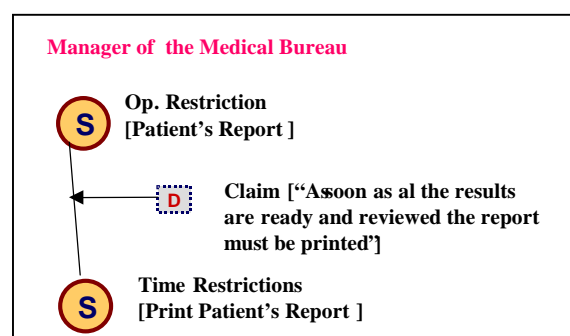 Manager of the Medical Bureau
S
Op. Restriction
[Patient's Report ]
D
Claim [“Assoon as al the results
are ready and reviewed the report
must be printed”]
S
Time Restrictions
[Print Patient's Report ]